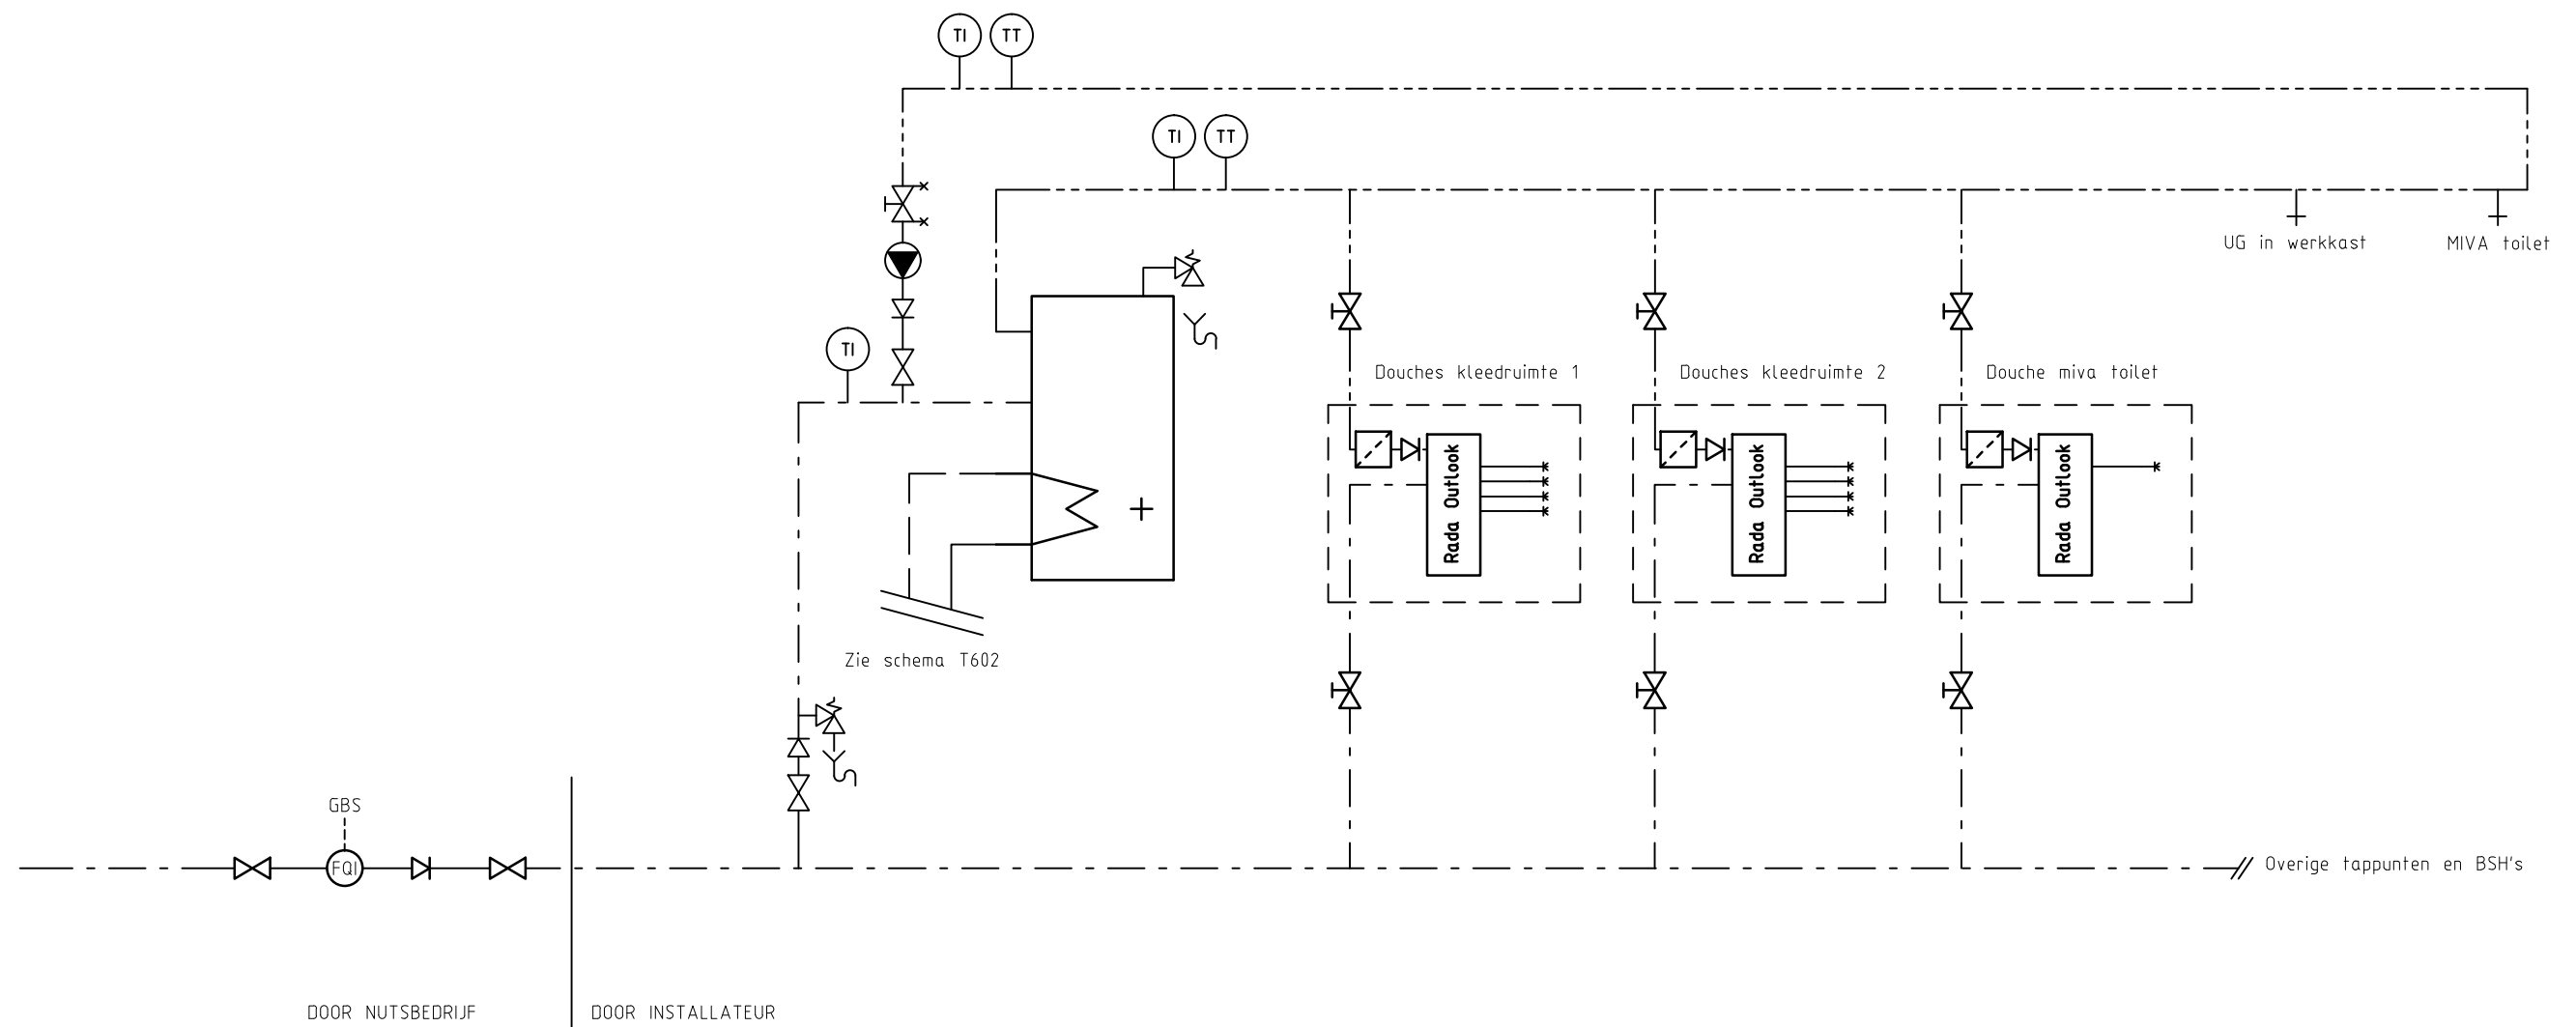 TI
TT
TI
TT
UG in werkkast
MIVA toilet
TI
Douches kleedruimte 1
Douches kleedruimte 2
Douche miva toilet
Rada Outlook
Rada Outlook
Rada Outlook
Zie schema T602
GBS
FQI
Overige tappunten en BSH's
DOOR NUTSBEDRIJF
DOOR INSTALLATEUR